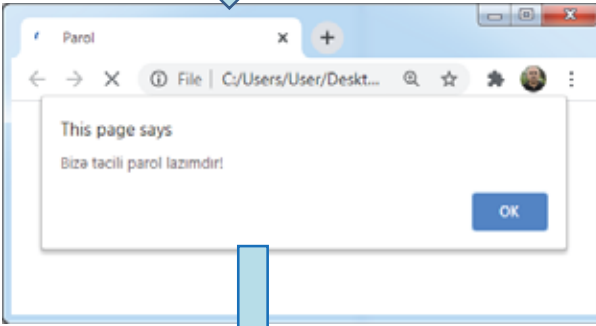 Parol
File | C:/Users/User/Deskt...
This page says
Bizə təcili parol lazımdır!
OK